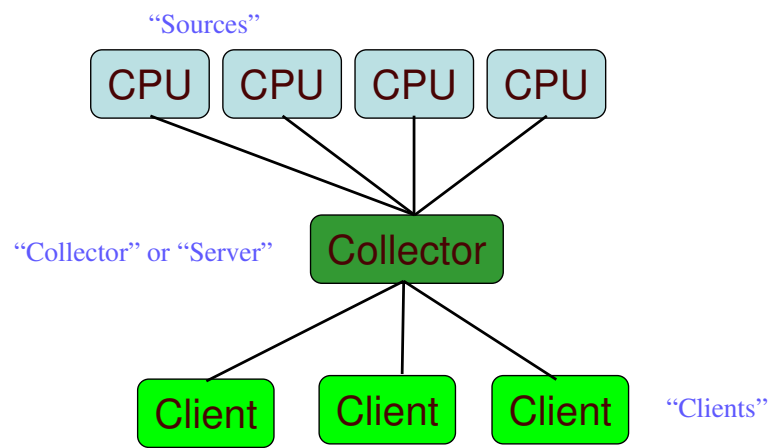 “Sources”
CPU CPU CPU CPU
“Collector” or “Server” Collector
Client Client Client “Clients”